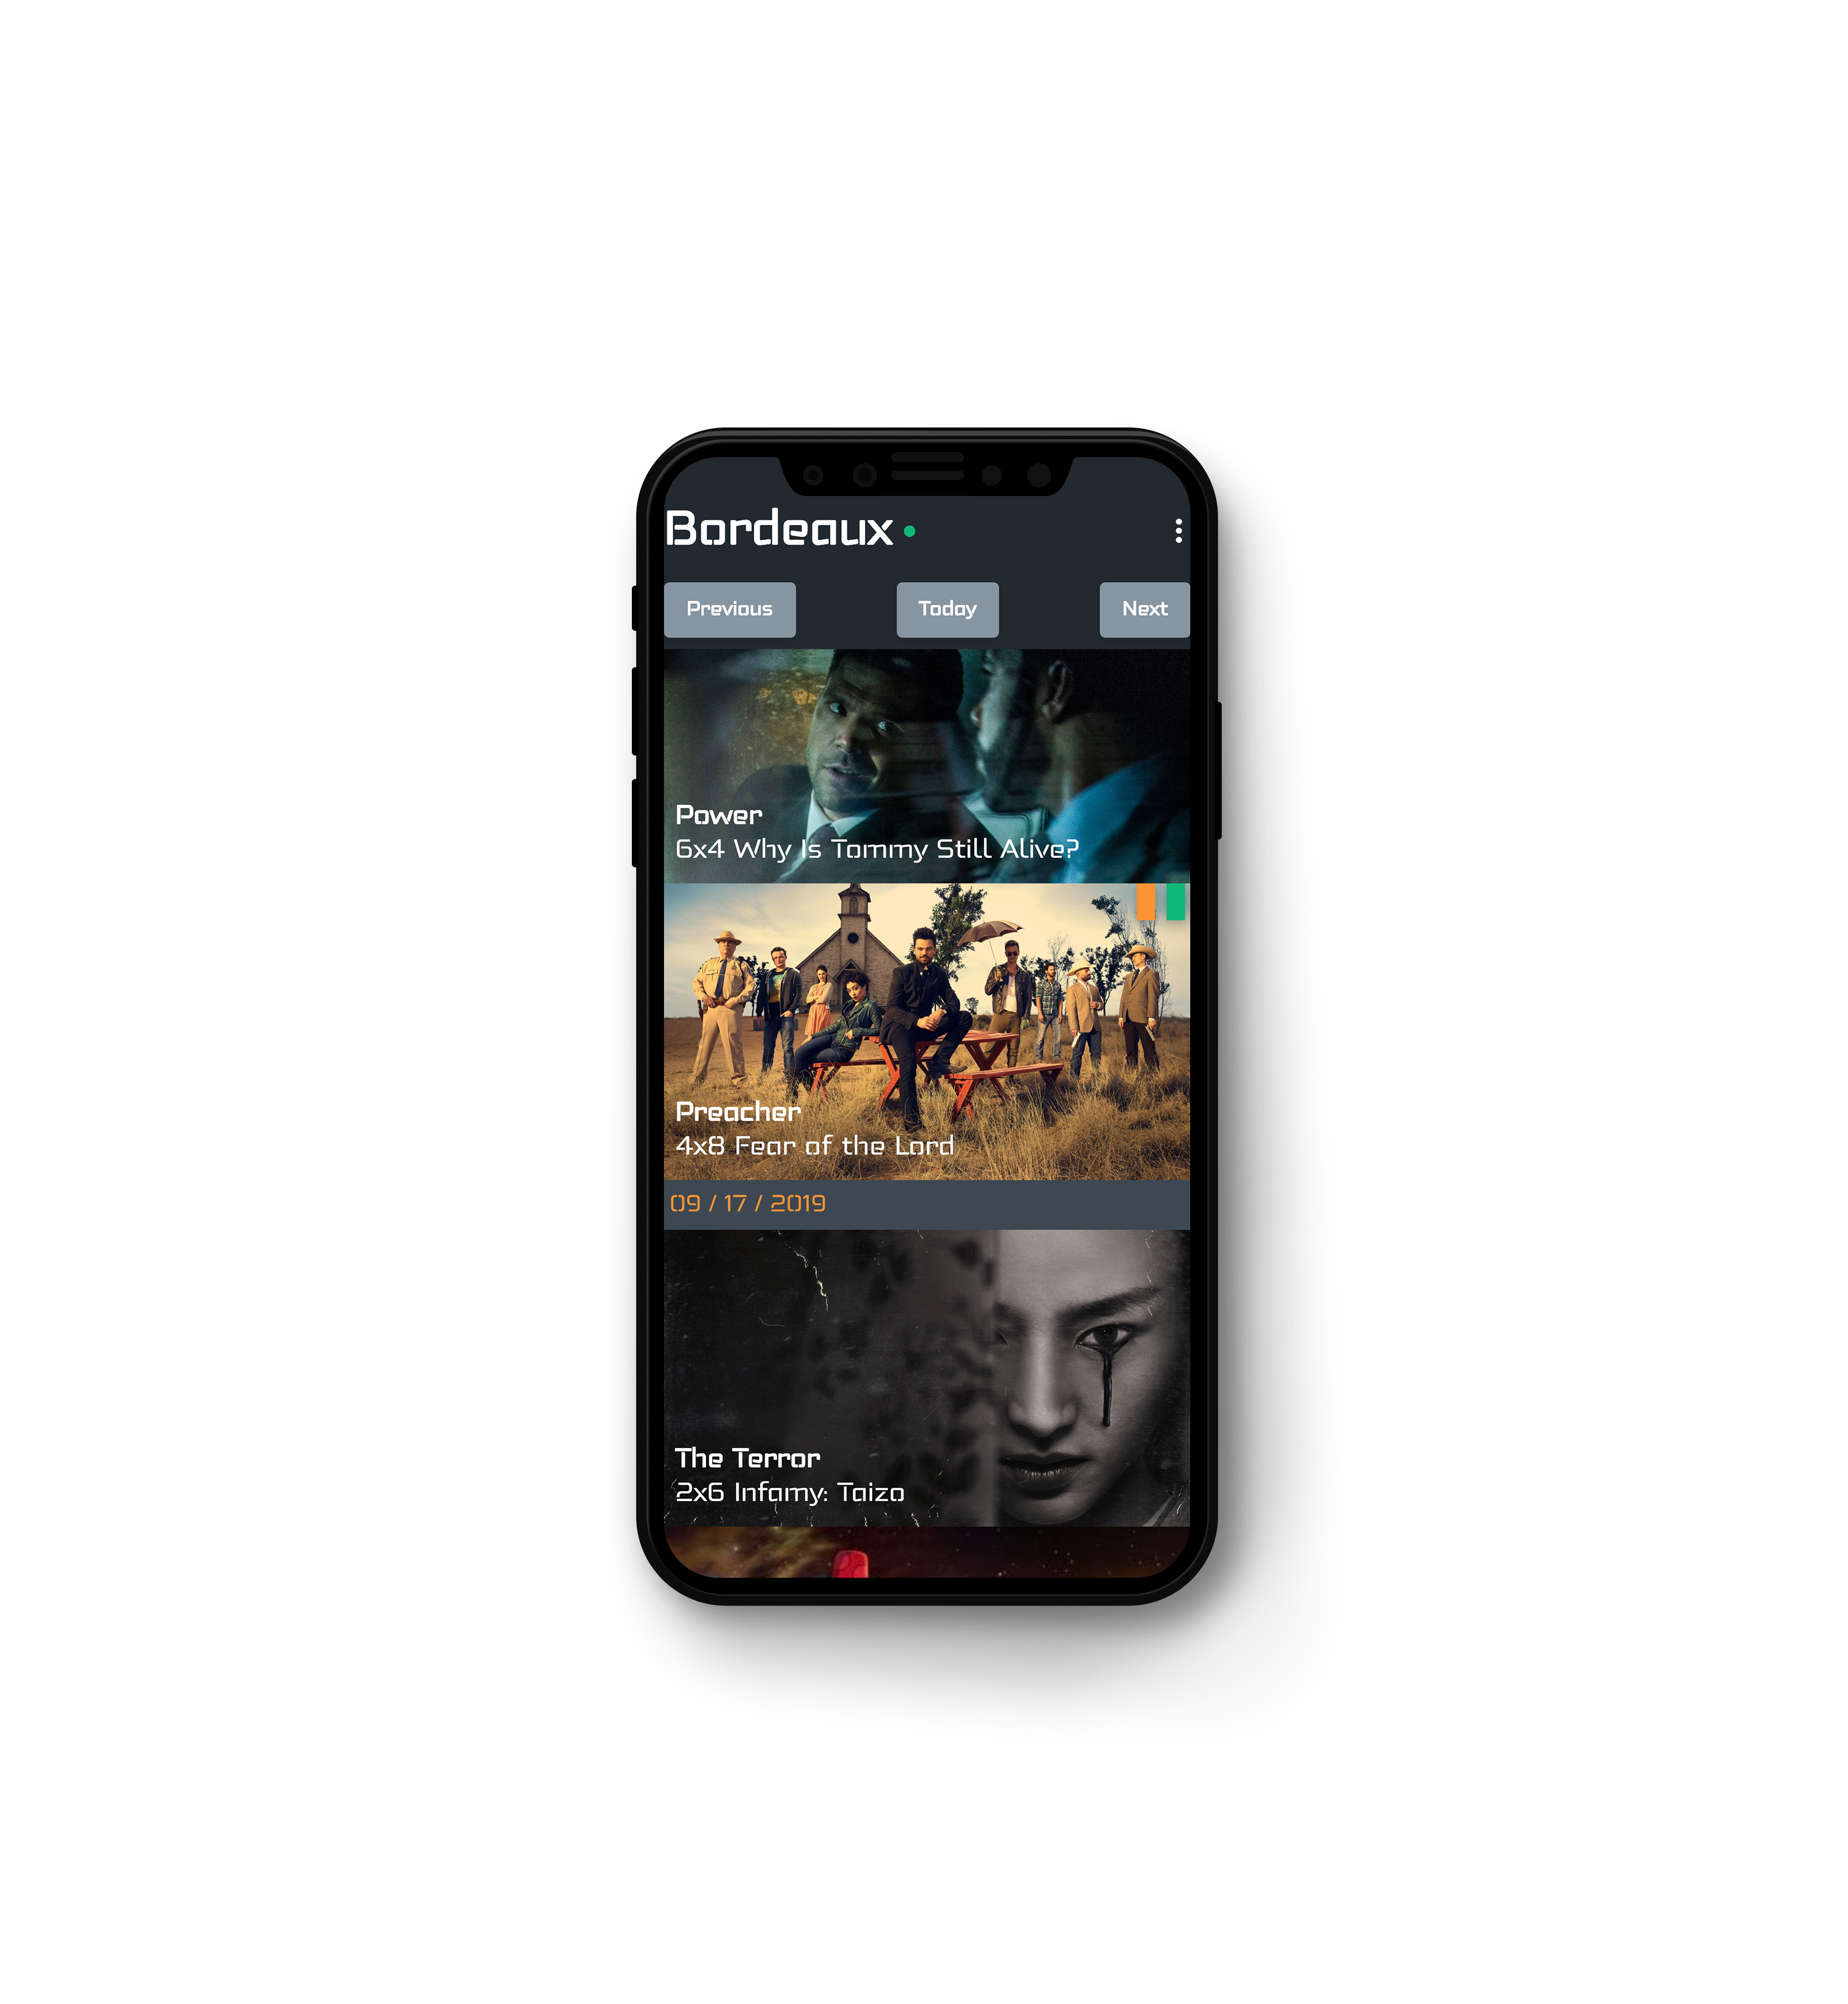 Bordeaux
Previous Today Next
Power
6x4 Why Is Tommy Still Alive?
Preacher
4x8 Fear of the Lord
09 / 17 / 2019
The Terror
2x6 Infamy: Taizo